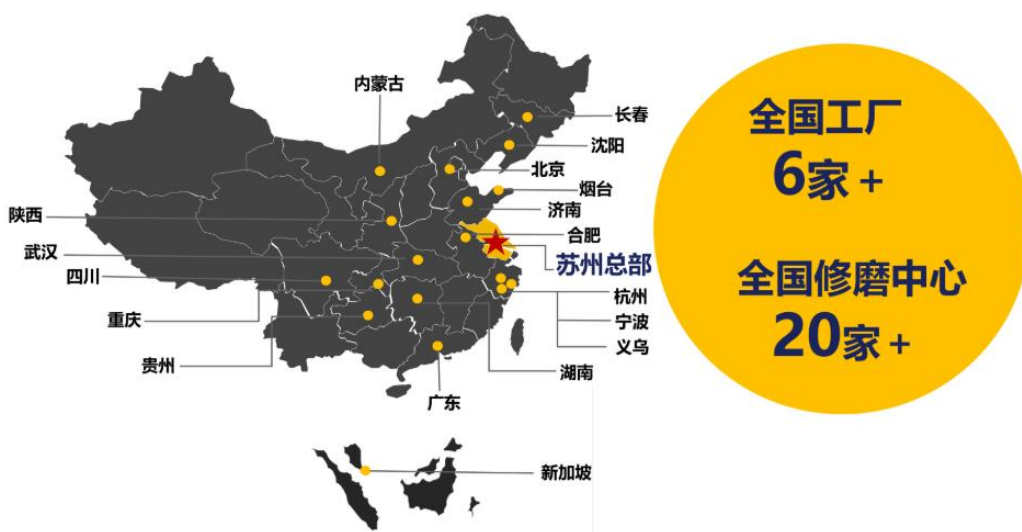 内蒙古
长春
沈阳
北京
烟台
济南
陕西
合肥
武汉
苏州总部
四川
杭州
重庆
宁波
义乌
贵州
湖南
广东
新加坡
全国工厂
6家 +
全国修磨中心
20家 +